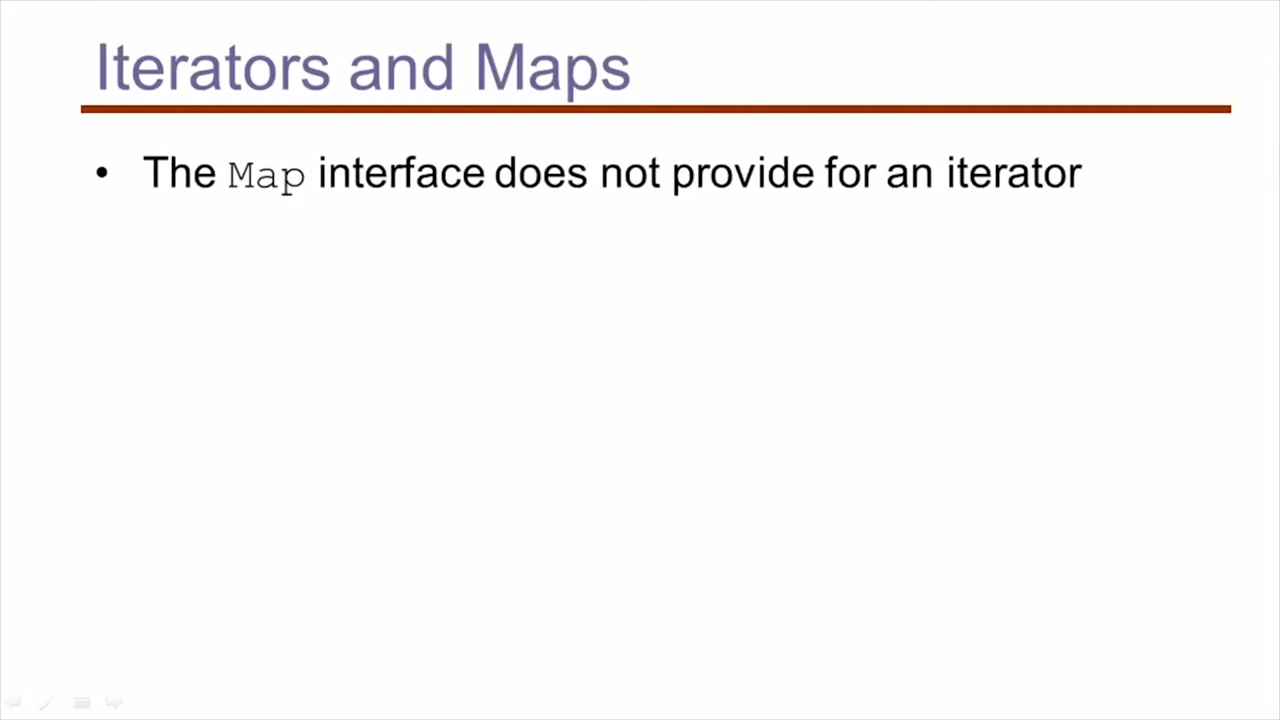 Iterators and Maps
• The Map interface does not provide for an iterator